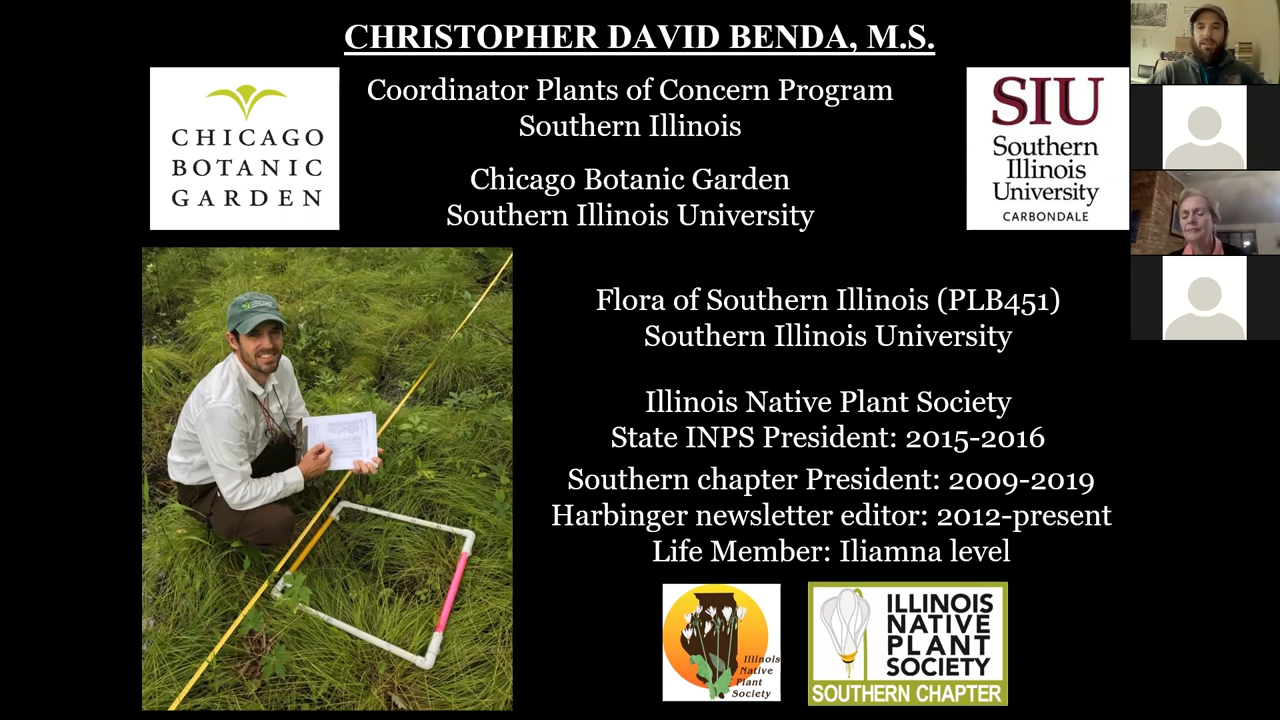 CHRISTOPHER DAVID BENDA, M.S.
CHICAGO
BOTANIC
GARDEN
Coordinator Plants of Concern Program
Southern Illinois
Chicago Botanic Garden
Southern Illinois University
SIU
Southern
Illinois
University
CARBONDALE
Flora of Southern Illinois (PLB451)
Southern Illinois University
Illinois Native Plant Society
State INPS President: 2015-2016
Southern chapter President: 2009-2019
Harbinger newsletter editor: 2012-present
Life Member: Iliamna level
Illinois
Native
Plant
Society
ILLINOIS
NATIVE
PLANT
SOCIETY
SOUTHERN CHAPTER